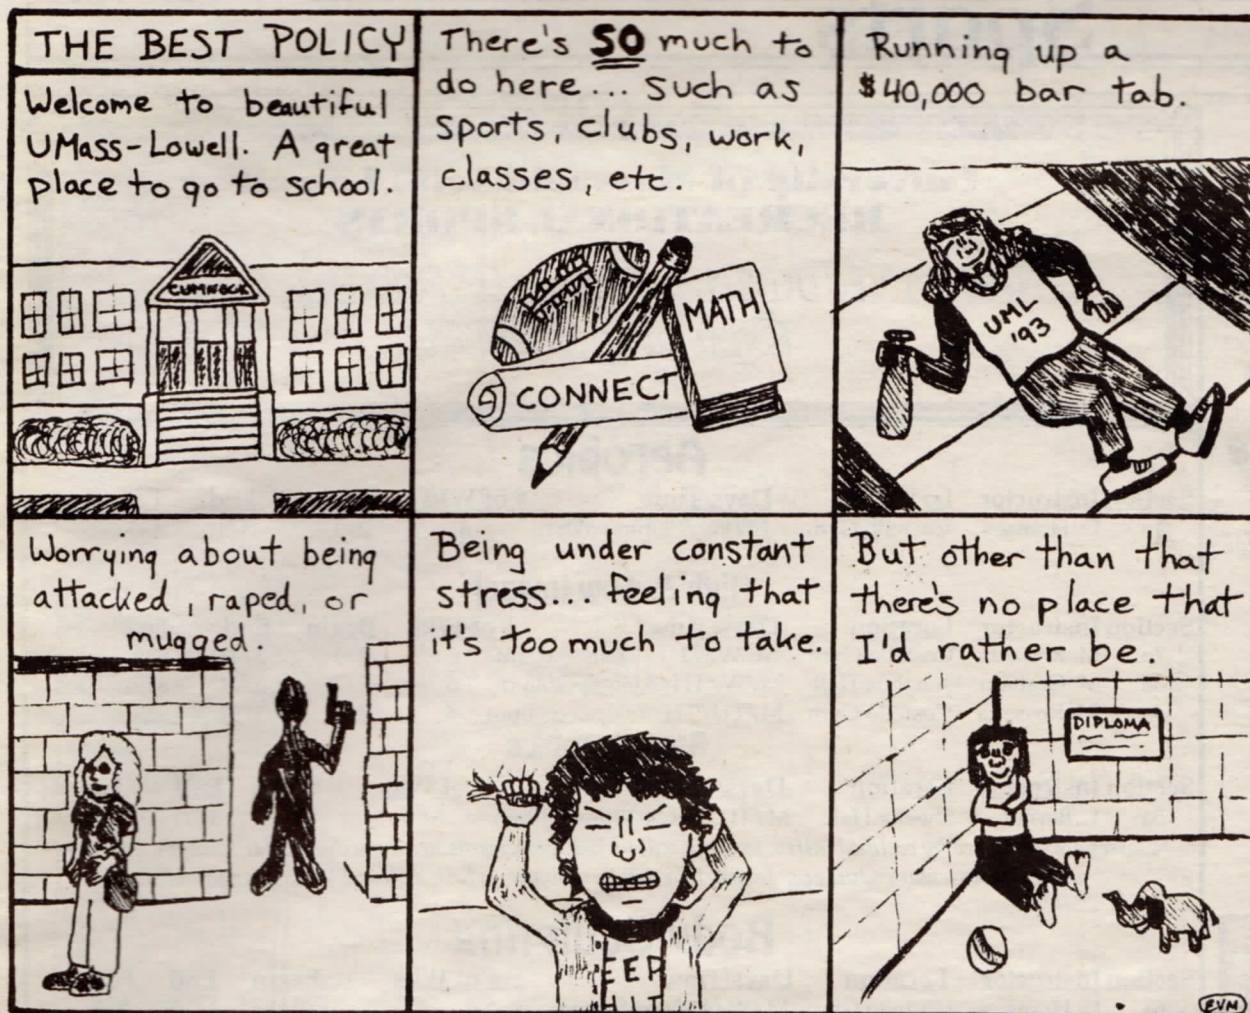 THE BEST POLICY
Welcome to beautiful
UMass-Lowell. A great
place to go to school.
CUMNOCK
There's SO much to
do here... such as
sports, clubs, work,
classes, etc.
MATH
CONNECT
Running up a
$40,000 bar tab.
UML
'93
Worrying about being
attacked, raped, or
mugged.
Being under constant
stress... feeling that
it's too much to take.
EEP
HIT
But other than that
there's no place that
I'd rather be.
DIPLOMA
EVM